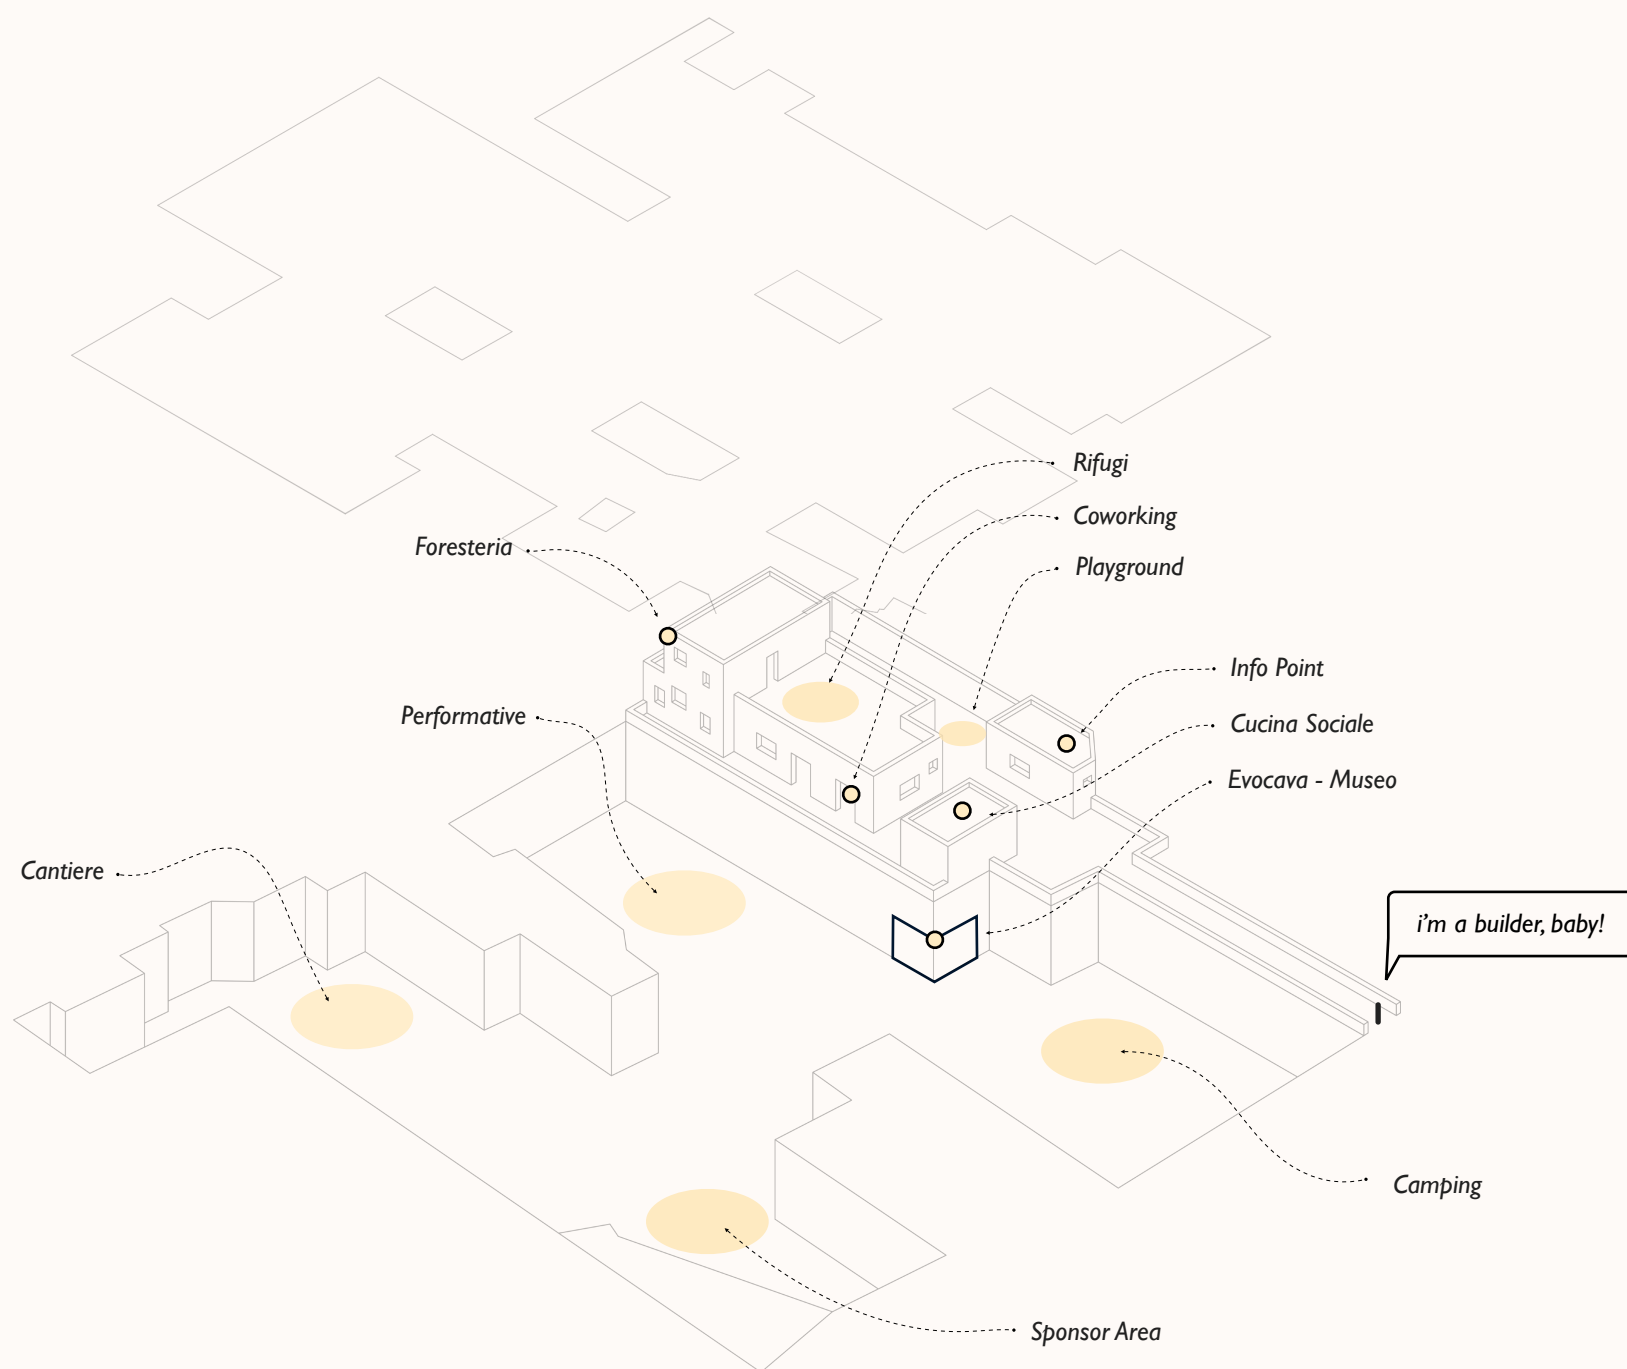 Rifugi
Coworking
Foresteria
Playground
Info Point
Performative
Cucina Sociale
Evocava - Museo
Cantiere
i'm a builder, baby!
Camping
Sponsor Area